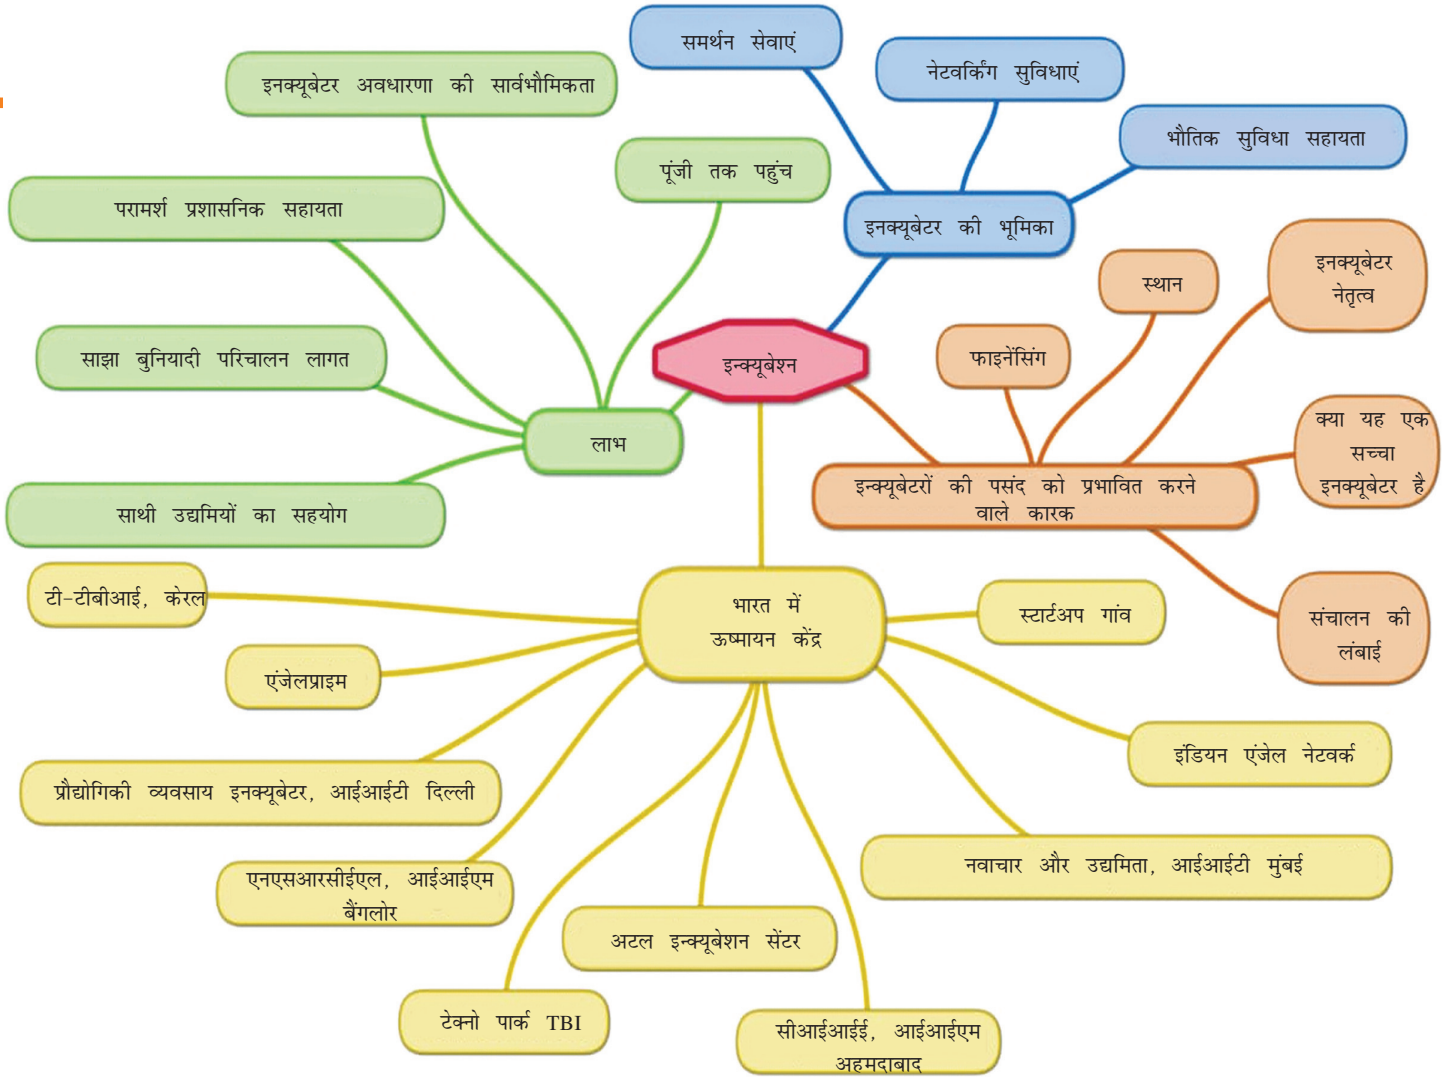 समर्थन सेवाएं
नेटवर्किंग सुविधाएं
इनक्यूबेटर अवधारणा की सार्वभौमिकता
भौतिक सुविधा सहायता
पूंजी तक पहुंच
परामर्श प्रशासनिक सहायता
इनक्यूबेटर की भूमिका
इनक्यूबेटर
नेतृत्व
स्थान
फाइनेंसिंग
साझा बुनियादी परिचालन लागत
इन्क्यूबेश्न
क्या यह एक
सच्चा
इनक्यूबेटर है
लाभ
इन्क्यूबेटरों की पसंद को प्रभावित करने
वाले कारक
साथी उद्यमियों का सहयोग
टी-टीबीआई, केरल
भारत में
ऊष्मायन केंद्र
स्टार्टअप गांव
संचालन की
लंबाई
एंजेलप्राइम
इंडियन एंजेल नेटवर्क
प्रौद्योगिकी व्यवसाय इनक्यूबेटर, आईआईटी दिल्ली
नवाचार और उद्यमिता, आईआईटी मुंबई
एनएसआरसीईएल, आईआईएम
बैंगलोर
अटल इन्क्यूबेशन सेंटर
टेक्नो पार्क TBI
सीआईआईई, आईआईएम
अहमदाबाद